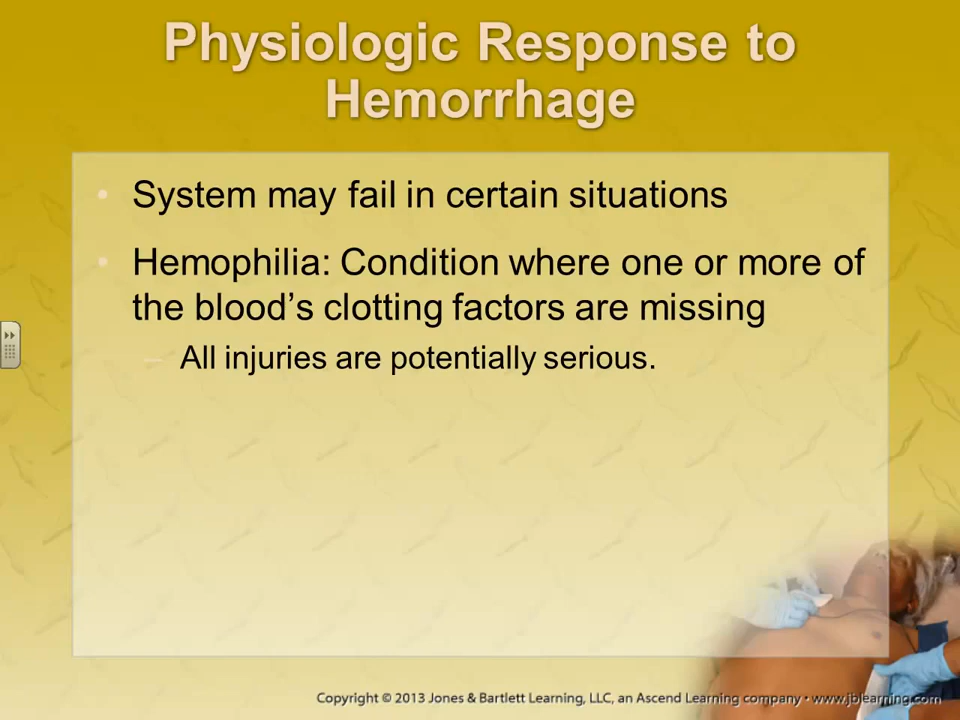 Physiologic Response to
Hemorrhage
• System may fail in certain situations
• Hemophilia: Condition where one or more of
the blood’s clotting factors are missing
– All injuries are potentially serious.
Copyright © 2013 Jones & Bartlett Learning, LLC, an Ascend Learning company • www.jblearning.com